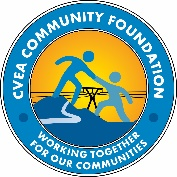 CVEA COMMUNITY FOUNDATION
WORKING TOGETHER
FOR OUR COMMUNITIES